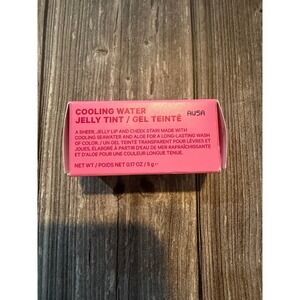 COOLING WATER
JELLY TINT / GEL TEINTÉ
A SHEER, JELLY LIP AND CHEEK STAIN MADE WITH
COOLING SEAWATER AND ALOE FOR A LONG-LASTING WASH
OF COLOR. / UN GEL TEINTÉ TRANSPARENT POUR LÈVRES ET
JOUES, ÉLABORÉ À PARTIR D'EAU DE MER RAFRAÎCHISSANTE
ET D'ALOE POUR UNE COULEUR LONGUE TENUE.
NET WT. / POIDS NET 0.17 OZ / 5 g ℮